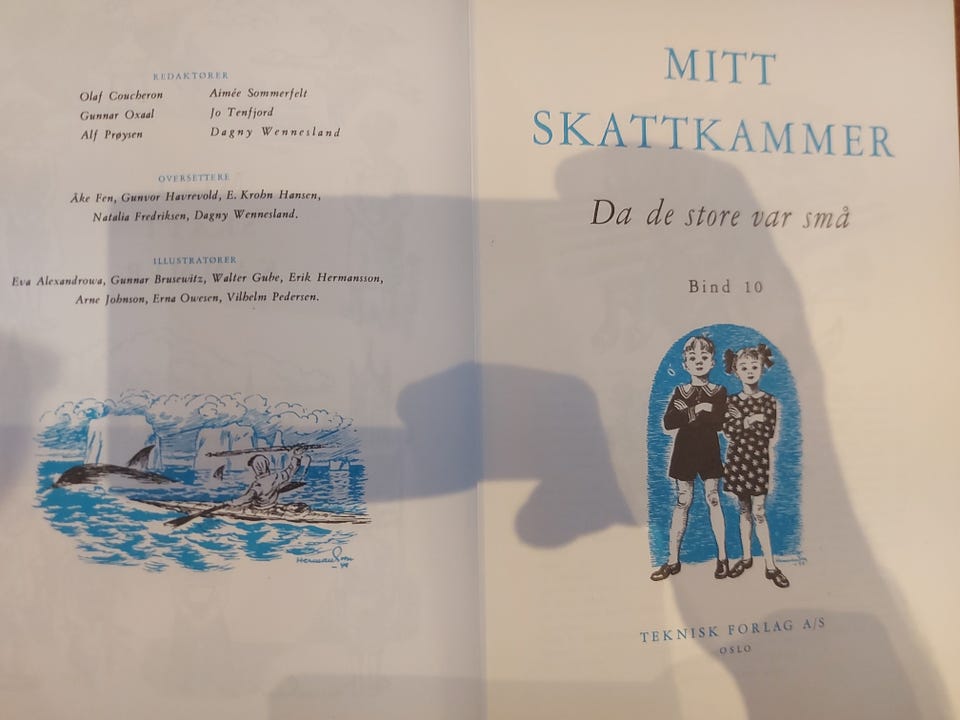 REDAKTØRER
Olaf Coucheron
Gunnar Oxaal
Alf Prøysen
Aimée Sommerfelt
Jo Tenfjord
Dagny Wennesland
OVERSETTERE
Åke Fen, Gunvor Havrevold, E. Krohn Hansen,
Natalia Fredriksen, Dagny Wennesland.
ILLUSTRATØRER
Eva Alexandrowa, Gunnar Brusewitz, Walter Guhe, Erik Hermansson,
Arne Johnson, Erna Owesen, Vilhelm Pedersen.
MITT
SKATTKAMMER
Da de store var små
Bind 10
TEKNISK FORLAG A/S
OSLO